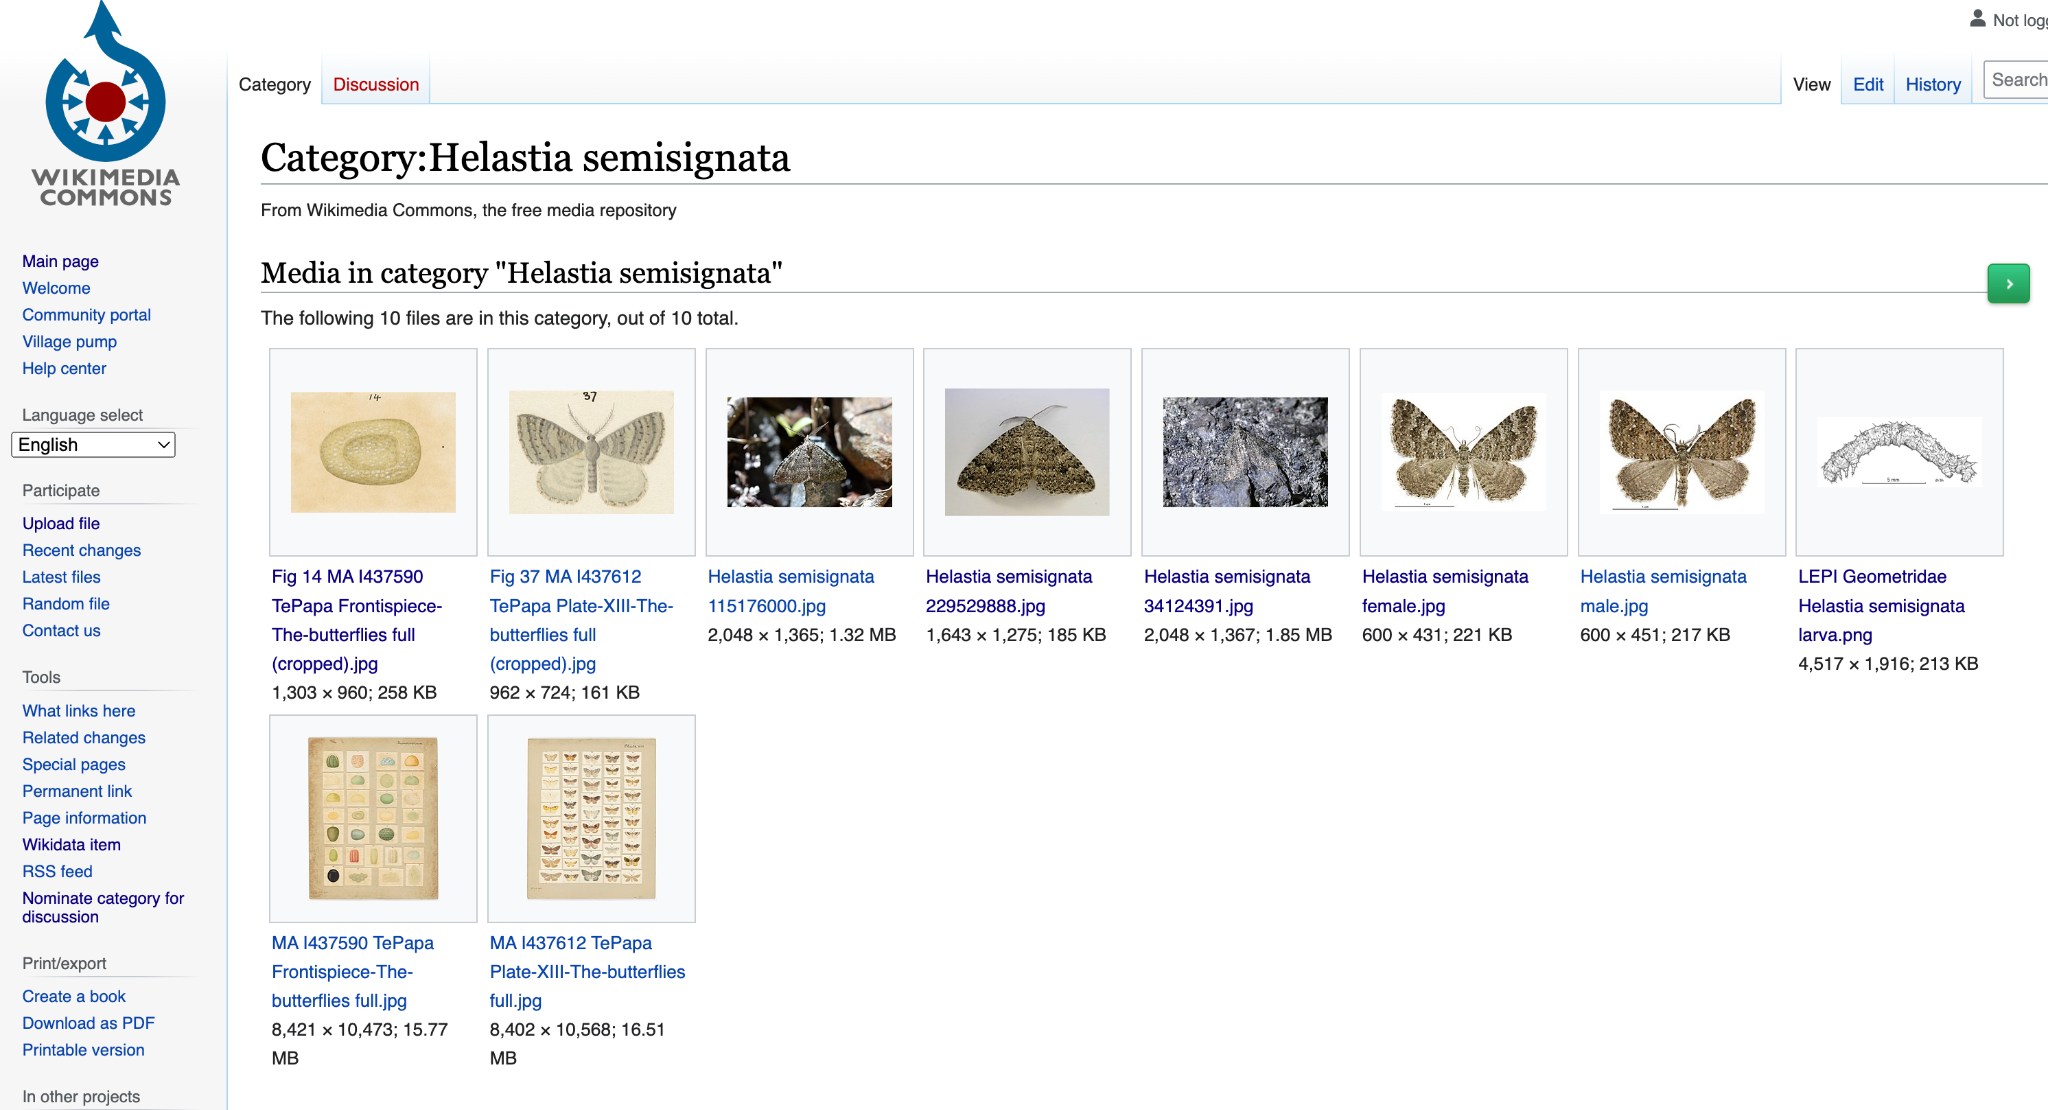 Not logg
Category
Discussion
View
Edit
History
Search
WIKIMEDIA
COMMONS
Main page
Welcome
Community portal
Village pump
Help center
Language select
English
Participate
Upload file
Recent changes
Latest files
Random file
Contact us
Tools
What links here
Related changes
Special pages
Permanent link
Page information
Wikidata item
RSS feed
Nominate category for
discussion
Print/export
Create a book
Download as PDF
Printable version
In other projects
Category:Helastia semisignata
From Wikimedia Commons, the free media repository
Media in category "Helastia semisignata"
The following 10 files are in this category, out of 10 total.
14
Fig 14 MA I437590
TePapa Frontispiece-
The-butterflies full
(cropped).jpg
1,303 × 960; 258 KB
37
Fig 37 MA I437612
TePapa Plate-XIII-The-
butterflies full
(cropped).jpg
962 × 724; 161 KB
Helastia semisignata
115176000.jpg
2,048 × 1,365; 1.32 MB
Helastia semisignata
229529888.jpg
1,643 × 1,275; 185 KB
Helastia semisignata
34124391.jpg
2,048 × 1,367; 1.85 MB
Helastia semisignata
female.jpg
600 × 431; 221 KB
Helastia semisignata
male.jpg
600 × 451; 217 KB
5 mm
LEPI Geometridae
Helastia semisignata
larva.png
4,517 × 1,916; 213 KB
MA I437590 TePapa
Frontispiece-The-
butterflies full.jpg
8,421 × 10,473; 15.77
MB
MA I437612 TePapa
Plate-XIII-The-butterflies
full.jpg
8,402 × 10,568; 16.51
MB